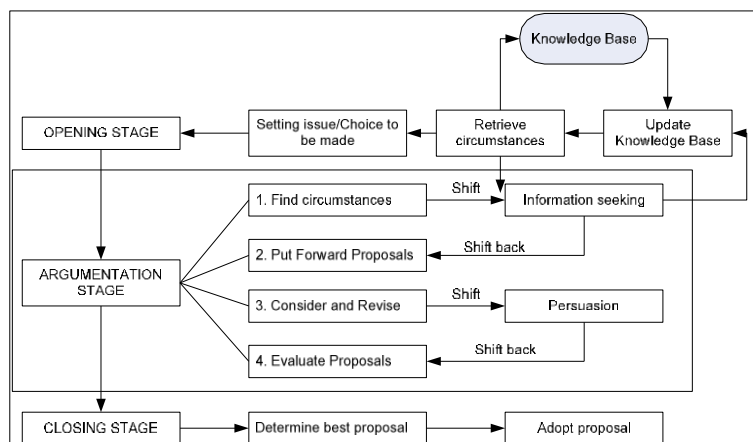 Knowledge Base
OPENING STAGE
Setting issue/Choice to
be made
Retrieve
circumstances
Update
Knowledge Base
1. Find circumstances
Shift
Information seeking
Shift back
2. Put Forward Proposals
ARGUMENTATION
STAGE
3. Consider and Revise
Shift
Persuasion
Shift back
4. Evaluate Proposals
CLOSING STAGE
Determine best proposal
Adopt proposal